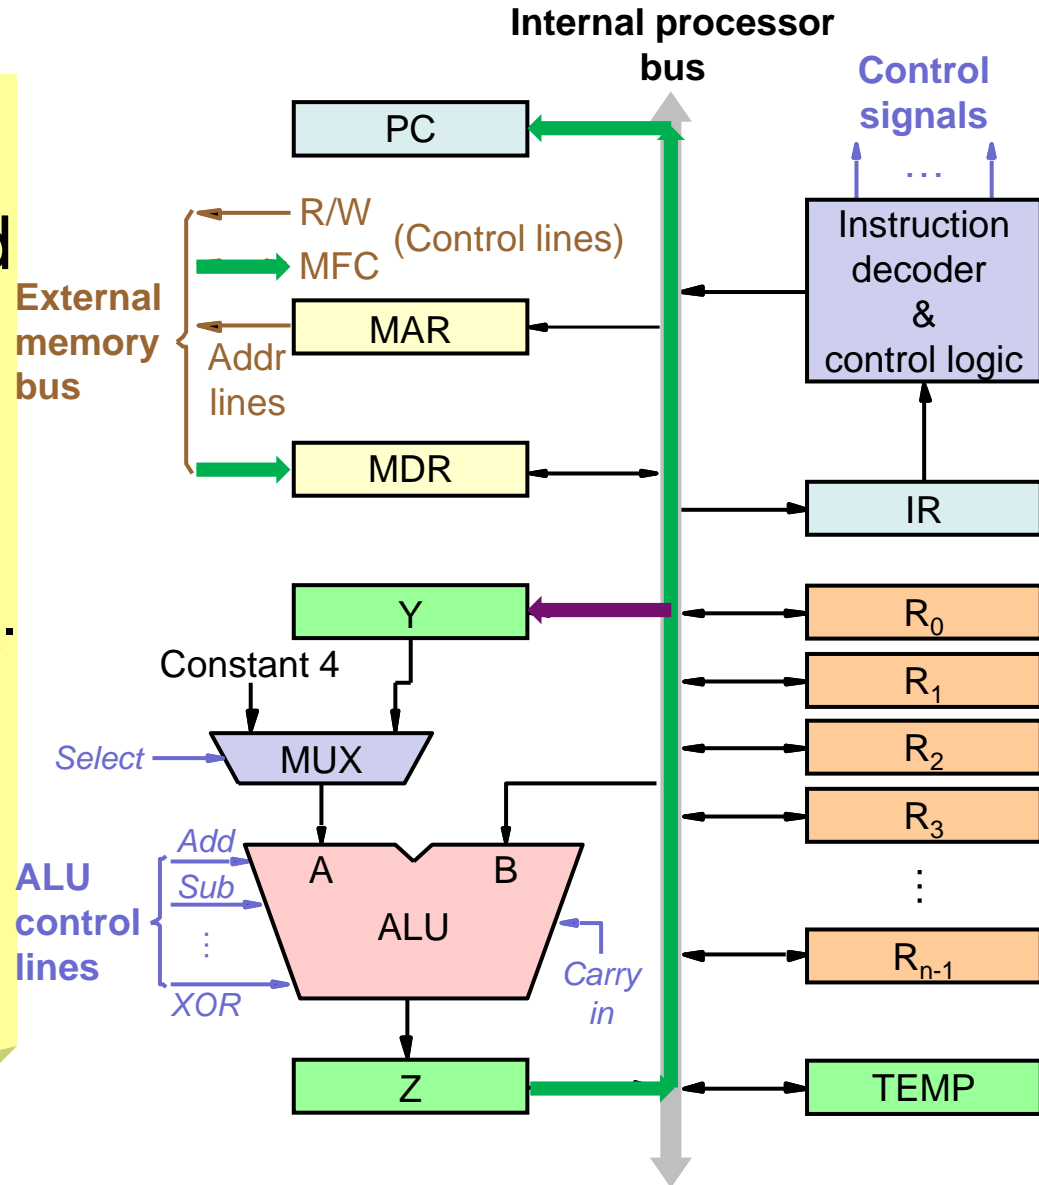 Internal processor
bus
Control
signals
...
PC
R/W
(Control lines)
MFC
External
memory
bus
MAR
Addr
lines
MDR
Instruction
decoder
&
control logic
IR
Y
Constant 4
Select
MUX
R0
R1
R2
R3
⋮
Rn-1
ALU
control
lines
Add
Sub
⋮
XOR
A
B
ALU
Carry
in
Z
TEMP
d
.